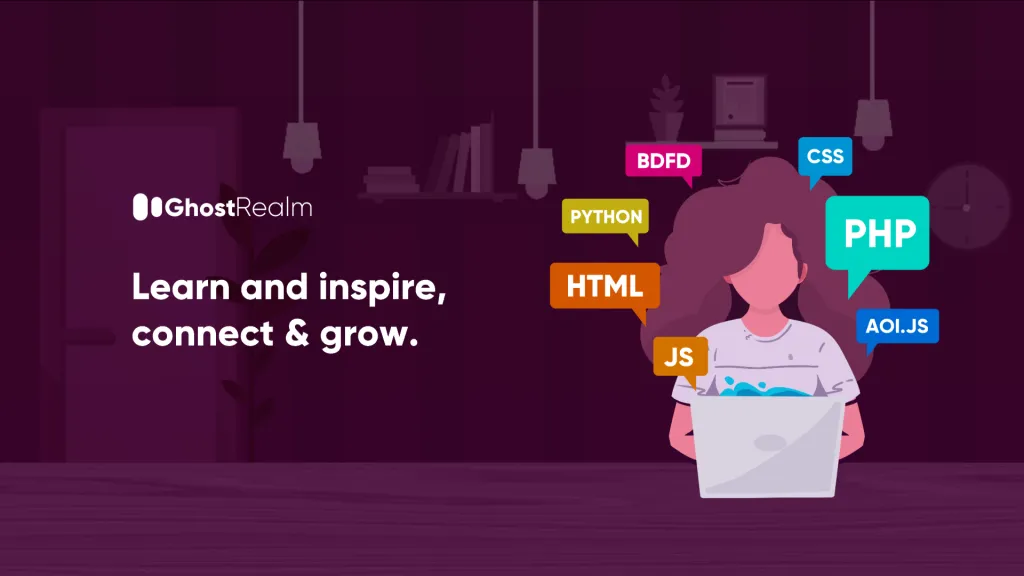 GhostRealm
Learn and inspire,
connect & grow.
BDFD
CSS
PYTHON
PHP
HTML
AOI.JS
JS